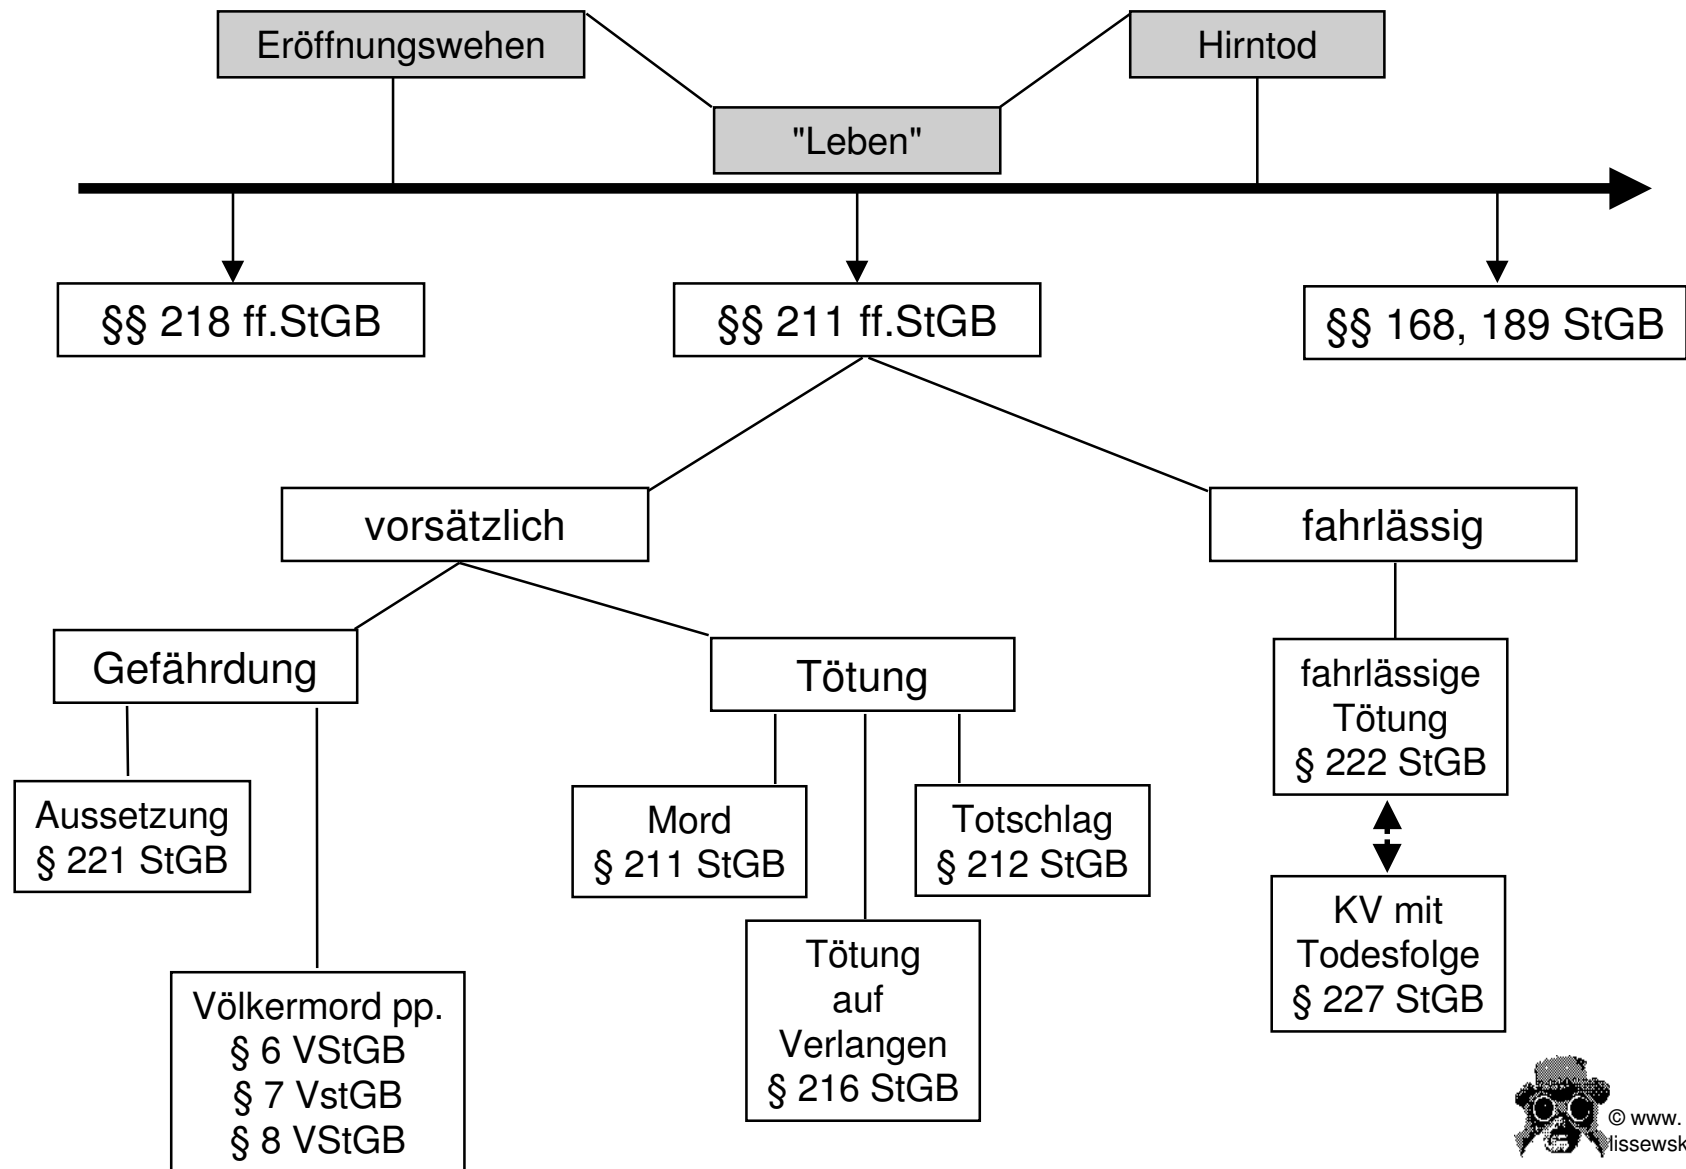 Eröffnungswehen
Hirntod
"Leben"
§§ 218 ff.StGB
§§ 211 ff.StGB
§§ 168, 189 StGB
vorsätzlich
fahrlässig
Gefährdung
Tötung
fahrlässige
Tötung
§ 222 StGB
Aussetzung
§ 221 StGB
Mord
§ 211 StGB
Totschlag
§ 212 StGB
KV mit
Todesfolge
§ 227 StGB
Völkermord pp.
§ 6 VStGB
§ 7 VstGB
§ 8 VStGB
Tötung
auf
Verlangen
§ 216 StGB
© www.